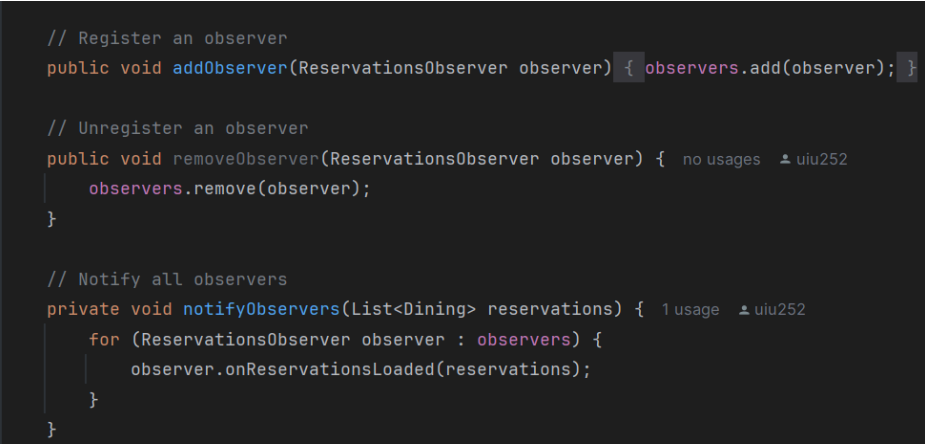 // Register an observer
public void addObserver(ReservationsObserver observer) { observers.add(observer); }
// Unregister an observer
public void removeObserver(ReservationsObserver observer) { no usages uiu252
observers.remove(observer);
}
// Notify all observers
private void notifyObservers(List<Dining> reservations) { 1 usage uiu252
for (ReservationsObserver observer : observers) {
observer.onReservationsLoaded(reservations);
}
}